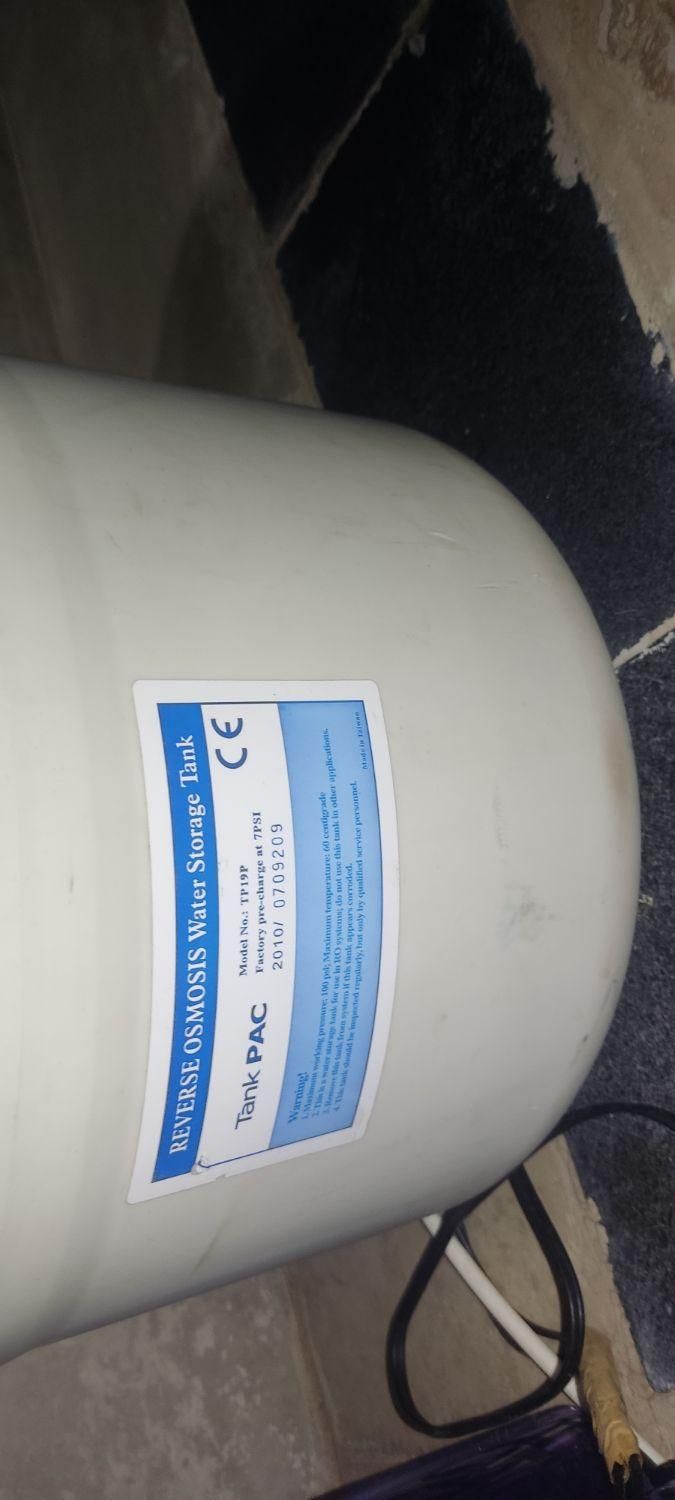 REVERSE OSMOSIS Water Storage Tank
Tank PAC
Model No.: TP19P
Factory pre-charge at 7PSI
2010/ 0709209
CE
Warning!
1.Maximum working pressure: 100 psi; Maximum temperature: 60 centigrade
2.This is a water storage tank for use in R/O systems; do not use this tank in other applications.
3.Remove this tank from system if this tank appears corroded.
4.This tank should be inspected regularly, but only by qualified service personnel.
Made in Taiwan